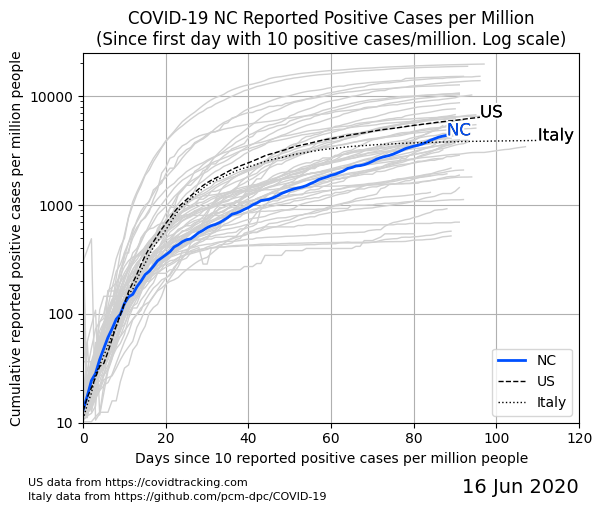 COVID-19 NC Reported Positive Cases per Million
(Since first day with 10 positive cases/million. Log scale)
Cumulative reported positive cases per million people
10000
1000
100
10
US
NC
Italy
NC
US
Italy
0 20 40 60 80 100 120
Days since 10 reported positive cases per million people
US data from https://covidtracking.com
Italy data from https://github.com/pcm-dpc/COVID-19
16 Jun 2020